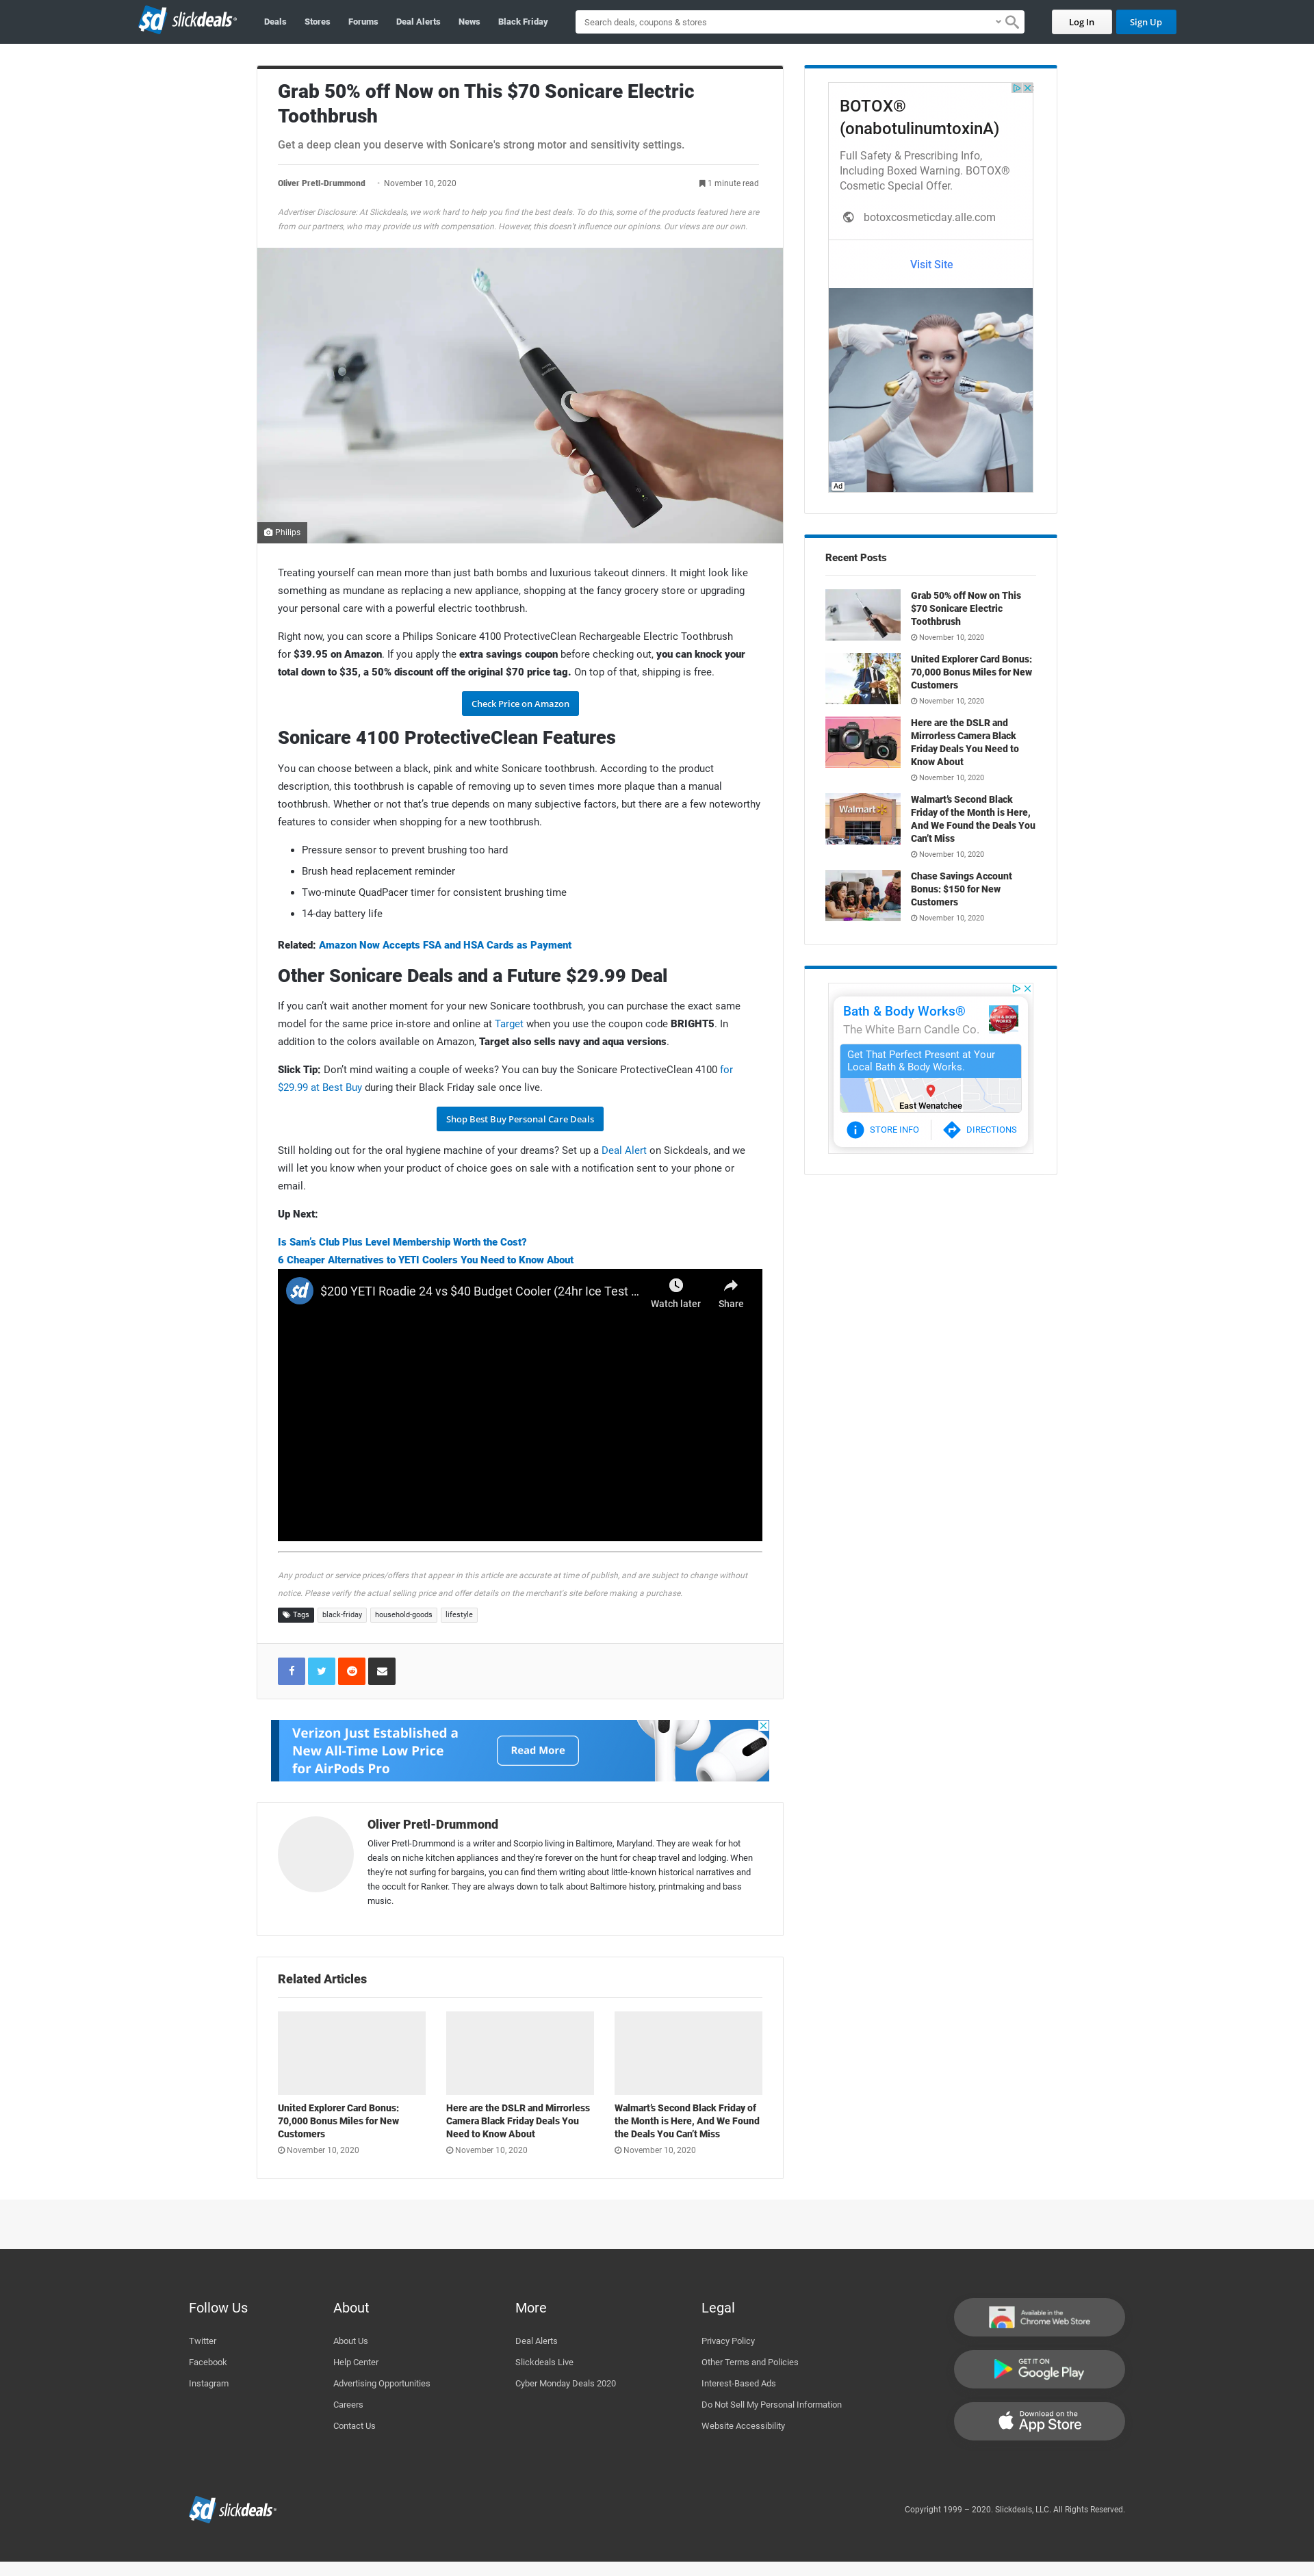 sd slickdeals
Deals
Stores
Forums
Deal Alerts
News
Black Friday
Search deals, coupons & stores
Log In
Sign Up
Grab 50% off Now on This $70 Sonicare Electric
Toothbrush
Get a deep clean you deserve with Sonicare's strong motor and sensitivity settings.
Oliver Pretl-Drummond · November 10, 2020
1 minute read
Advertiser Disclosure: At Slickdeals, we work hard to help you find the best deals. To do this, some of the products featured here are
from our partners, who may provide us with compensation. However, this doesn't influence our opinions. Our views are our own.
Philips
Treating yourself can mean more than just bath bombs and luxurious takeout dinners. It might look like
something as mundane as replacing a new appliance, shopping at the fancy grocery store or upgrading
your personal care with a powerful electric toothbrush.
Right now, you can score a Philips Sonicare 4100 ProtectiveClean Rechargeable Electric Toothbrush
for $39.95 on Amazon. If you apply the extra savings coupon before checking out, you can knock your
total down to $35, a 50% discount off the original $70 price tag. On top of that, shipping is free.
Check Price on Amazon
Sonicare 4100 ProtectiveClean Features
You can choose between a black, pink and white Sonicare toothbrush. According to the product
description, this toothbrush is capable of removing up to seven times more plaque than a manual
toothbrush. Whether or not that's true depends on many subjective factors, but there are a few noteworthy
features to consider when shopping for a new toothbrush.
• Pressure sensor to prevent brushing too hard
• Brush head replacement reminder
• Two-minute QuadPacer timer for consistent brushing time
• 14-day battery life
Related: Amazon Now Accepts FSA and HSA Cards as Payment
Other Sonicare Deals and a Future $29.99 Deal
If you can't wait another moment for your new Sonicare toothbrush, you can purchase the exact same
model for the same price in-store and online at Target when you use the coupon code BRIGHT5. In
addition to the colors available on Amazon, Target also sells navy and aqua versions.
Slick Tip: Don't mind waiting a couple of weeks? You can buy the Sonicare ProtectiveClean 4100 for
$29.99 at Best Buy during their Black Friday sale once live.
Shop Best Buy Personal Care Deals
Still holding out for the oral hygiene machine of your dreams? Set up a Deal Alert on Sickdeals, and we
will let you know when your product of choice goes on sale with a notification sent to your phone or
email.
Up Next:
Is Sam's Club Plus Level Membership Worth the Cost?
6 Cheaper Alternatives to YETI Coolers You Need to Know About
sd $200 YETI Roadie 24 vs $40 Budget Cooler (24hr Ice Test ...
Watch later
Share
Any product or service prices/offers that appear in this article are accurate at time of publish, and are subject to change without
notice. Please verify the actual selling price and offer details on the merchant's site before making a purchase.
Tags
black-friday
household-goods
lifestyle
Verizon Just Established a
New All-Time Low Price
for AirPods Pro
Read More
Oliver Pretl-Drummond
Oliver Pretl-Drummond is a writer and Scorpio living in Baltimore, Maryland. They are weak for hot
deals on niche kitchen appliances and they're forever on the hunt for cheap travel and lodging. When
they're not surfing for bargains, you can find them writing about little-known historical narratives and
the occult for Ranker. They are always down to talk about Baltimore history, printmaking and bass
music.
Related Articles
United Explorer Card Bonus:
70,000 Bonus Miles for New
Customers
November 10, 2020
Here are the DSLR and Mirrorless
Camera Black Friday Deals You
Need to Know About
November 10, 2020
Walmart's Second Black Friday of
the Month is Here, And We Found
the Deals You Can't Miss
November 10, 2020
BOTOX®
(onabotulinumtoxinA)
Full Safety & Prescribing Info,
Including Boxed Warning. BOTOX®
Cosmetic Special Offer.
botoxcosmeticday.alle.com
Visit Site
Ad
Recent Posts
Grab 50% off Now on This
$70 Sonicare Electric
Toothbrush
November 10, 2020
United Explorer Card Bonus:
70,000 Bonus Miles for New
Customers
November 10, 2020
Here are the DSLR and
Mirrorless Camera Black
Friday Deals You Need to
Know About
November 10, 2020
Walmart
Walmart's Second Black
Friday of the Month is Here,
And We Found the Deals You
Can't Miss
November 10, 2020
Chase Savings Account
Bonus: $150 for New
Customers
November 10, 2020
Bath & Body Works®
The White Barn Candle Co.
BATH & BODY WORKS
Get That Perfect Present at Your
Local Bath & Body Works.
East Wenatchee
STORE INFO
DIRECTIONS
Follow Us
Twitter
Facebook
Instagram
About
About Us
Help Center
Advertising Opportunities
Careers
Contact Us
More
Deal Alerts
Slickdeals Live
Cyber Monday Deals 2020
Legal
Privacy Policy
Other Terms and Policies
Interest-Based Ads
Do Not Sell My Personal Information
Website Accessibility
Available in the
Chrome Web Store
GET IT ON
Google Play
Download on the
App Store
sd slickdeals
Copyright 1999 – 2020. Slickdeals, LLC. All Rights Reserved.